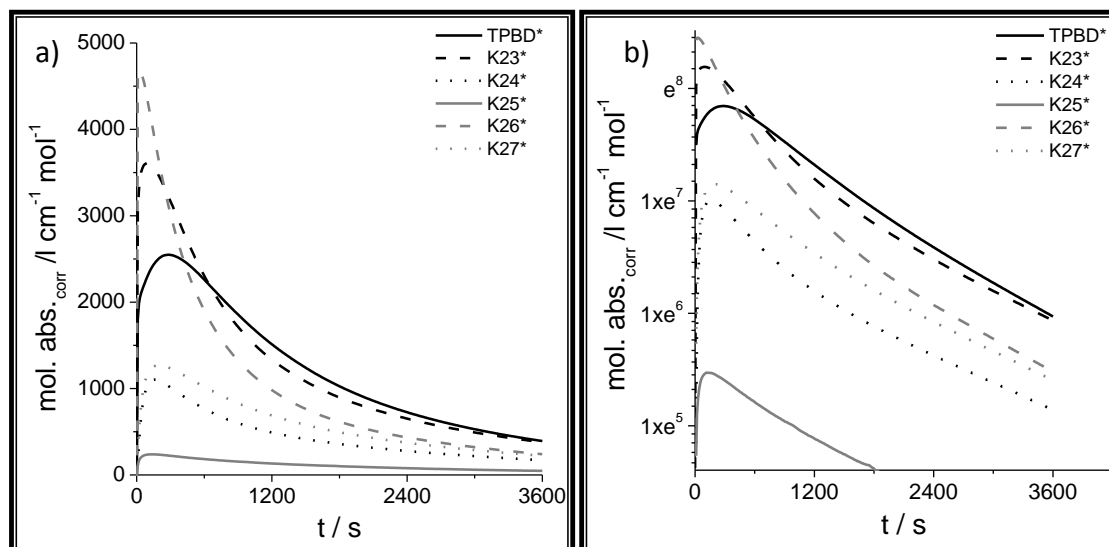 a)
TPBD*
K23*
K24*
K25*
K26*
K27*
mol. abs.corr /l cm-1 mol-1
5000
4000
3000
2000
1000
0
0 1200 2400 3600
t / s
b)
TPBD*
K23*
K24*
K25*
K26*
K27*
mol. abs.corr /l cm-1 mol-1
e8
1xe7
1xe6
1xe5
0 1200 2400 3600
t / s